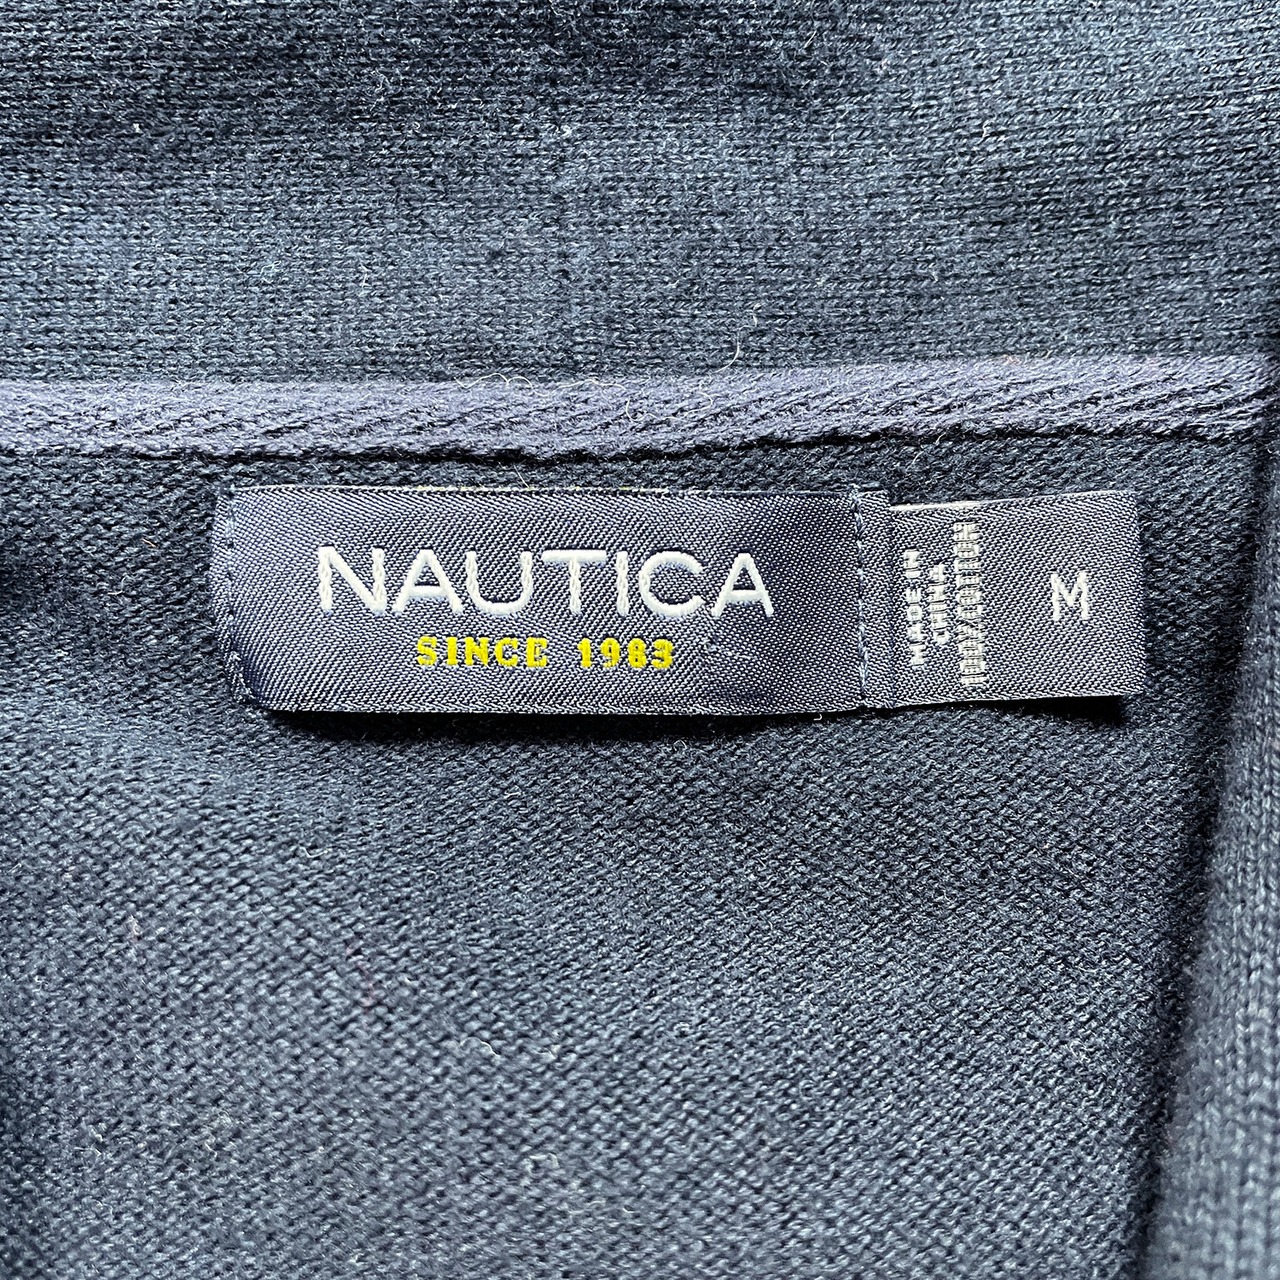 NAUTICA
SINCE 1983
MADE IN
CHINA
100%COTTON
M